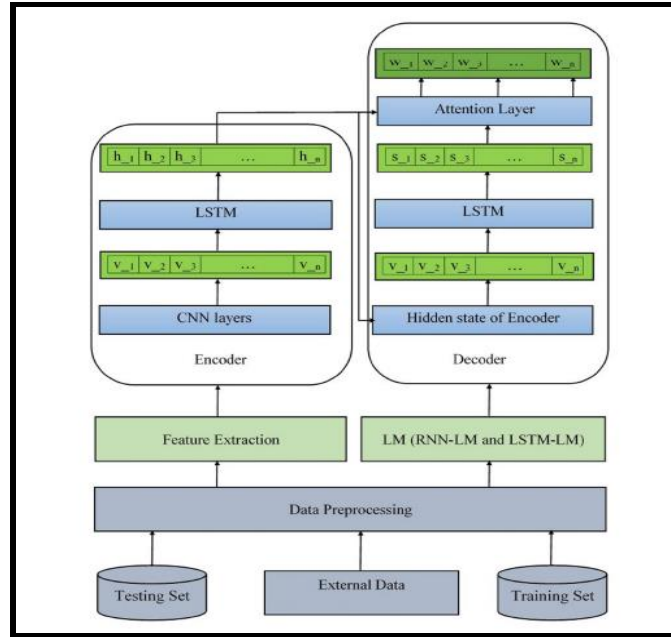 w_1 w_2 w_3 ... w_n
Attention Layer
h_1 h_2 h_3 ... h_n
s_1 s_2 s_3 ... s_n
LSTM
LSTM
v_1 v_2 v_3 ... v_n
v_1 v_2 v_3 ... v_n
CNN layers
Hidden state of Encoder
Encoder
Decoder
Feature Extraction
LM (RNN-LM and LSTM-LM)
Data Preprocessing
Testing Set
External Data
Training Set